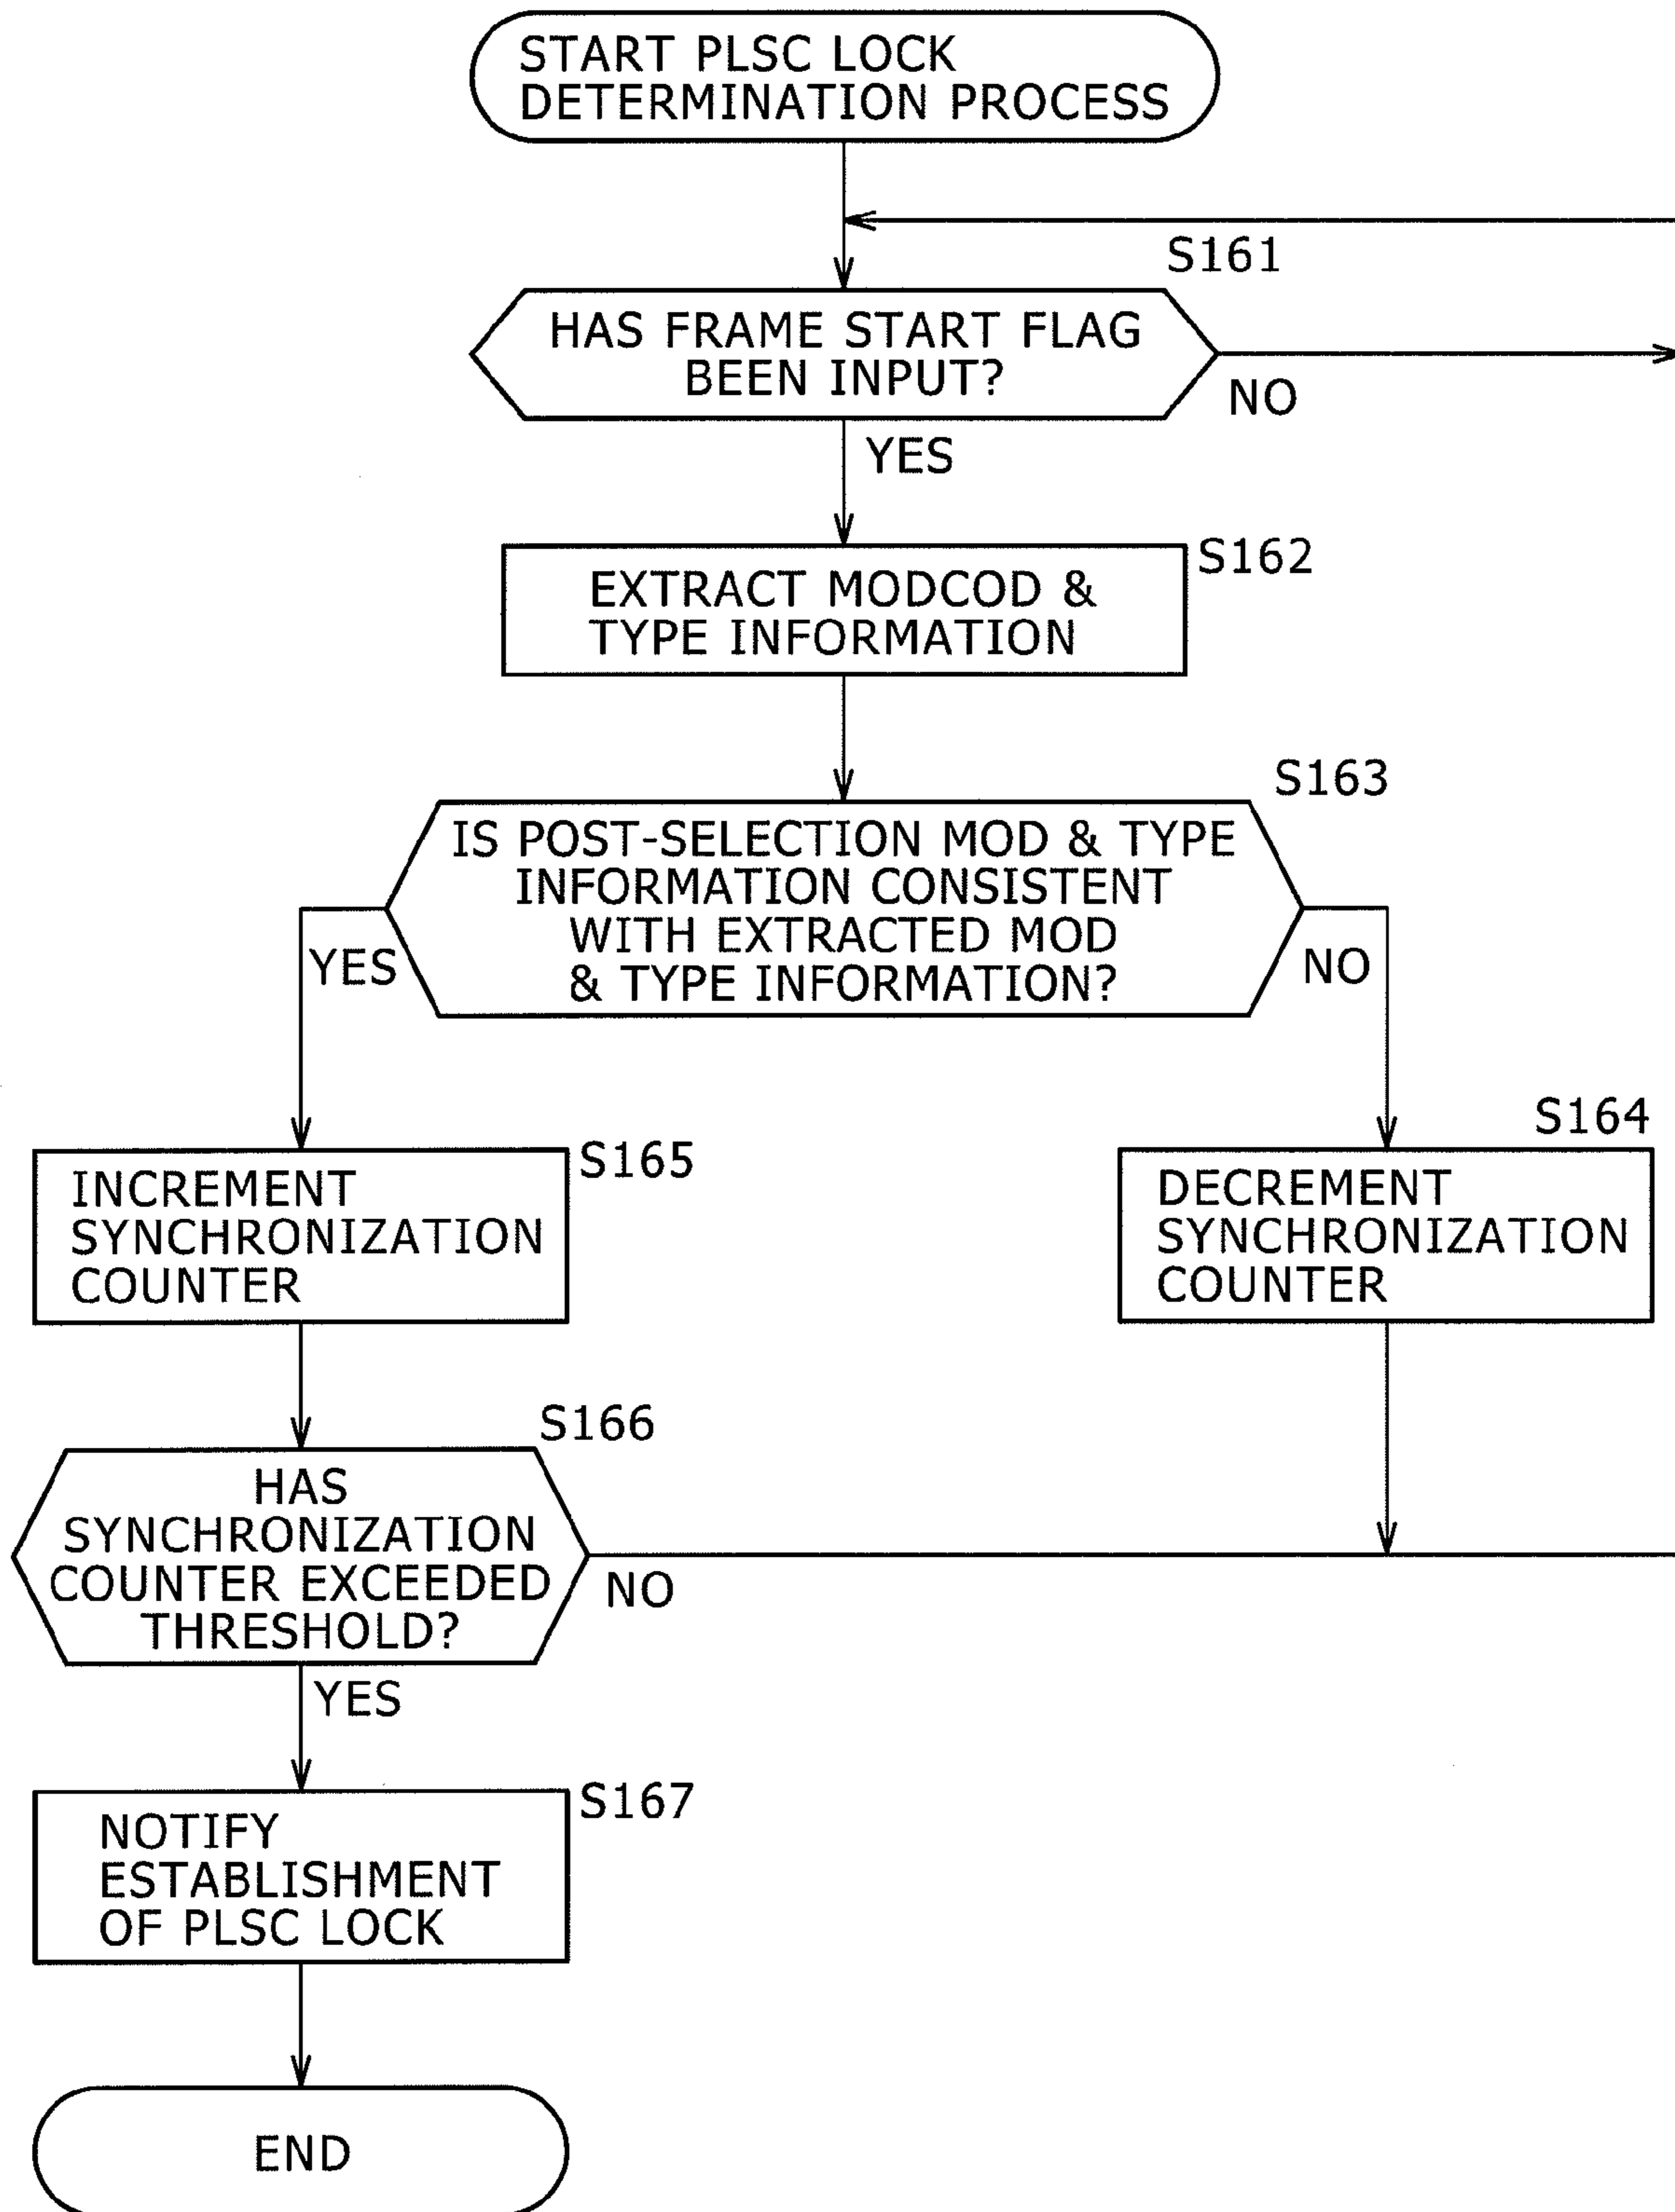 START PLSC LOCK
DETERMINATION PROCESS
S161
HAS FRAME START FLAG
BEEN INPUT?
NO
YES
S162
EXTRACT MODCOD &
TYPE INFORMATION
S163
IS POST-SELECTION MOD & TYPE
INFORMATION CONSISTENT
WITH EXTRACTED MOD
& TYPE INFORMATION?
YES
NO
S165
INCREMENT
SYNCHRONIZATION
COUNTER
S164
DECREMENT
SYNCHRONIZATION
COUNTER
S166
HAS
SYNCHRONIZATION
COUNTER EXCEEDED
THRESHOLD?
NO
YES
S167
NOTIFY
ESTABLISHMENT
OF PLSC LOCK
END